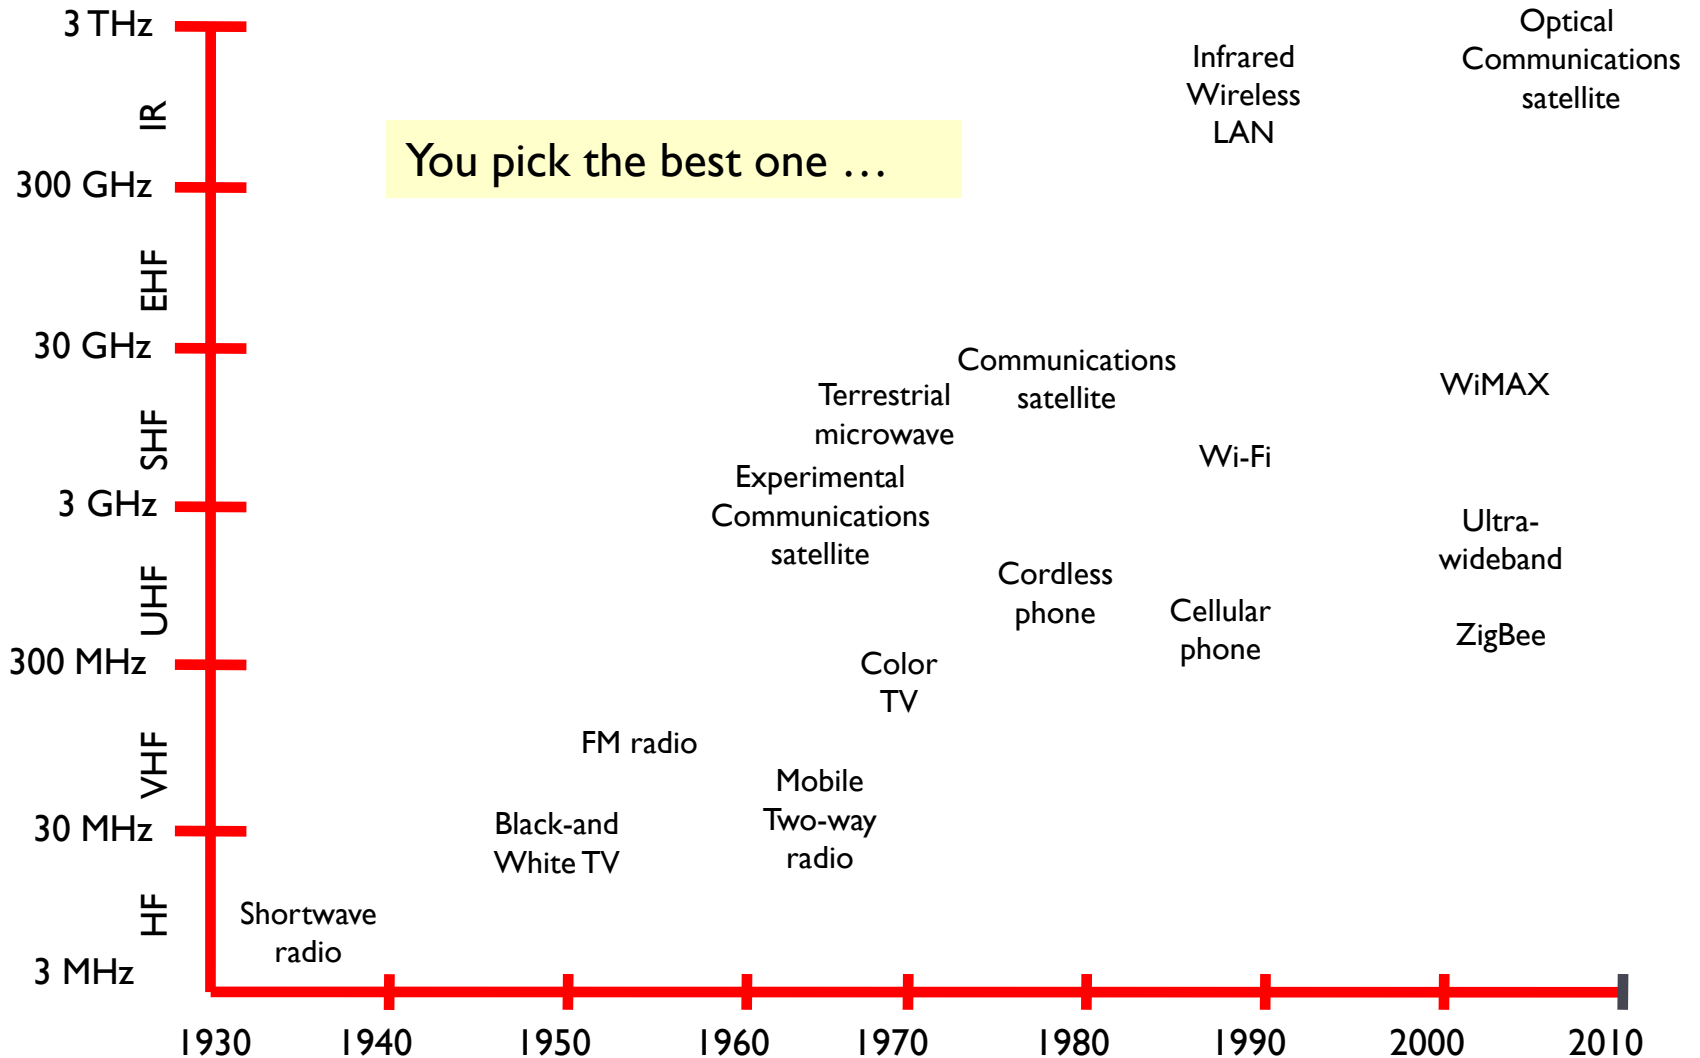 3 THz
IR
300 GHz
EHF
30 GHz
SHF
3 GHz
UHF
300 MHz
VHF
30 MHz
HF
3 MHz
You pick the best one …
Infrared
Wireless
LAN
Optical
Communications
satellite
Communications
satellite
Terrestrial
microwave
WiMAX
Wi-Fi
Experimental
Communications
satellite
Ultra-
wideband
Cordless
phone
Cellular
phone
ZigBee
Color
TV
FM radio
Mobile
Two-way
radio
Black-and
White TV
Shortwave
radio
1930 1940 1950 1960 1970 1980 1990 2000 2010